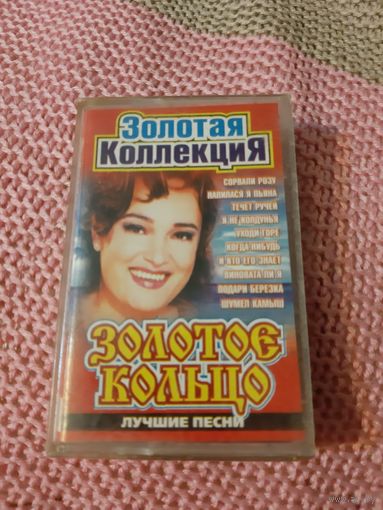 Золотая
Коллекция
СОРВАЛИ РОЗУ
НАПИЛАСЯ Я ПЬЯНА
ТЕЧЕТ РУЧЕЙ
Я НЕ КОЛДУНЬЯ
УХОДИ ГОРЕ
КОГДА-НИБУДЬ
И КТО ЕГО ЗНАЕТ
ВИНОВАТА ЛИ Я
ПОДАРИ БЕРЕЗКА
ШУМЕЛ КАМЫШ
ЗОЛОТОЕ
КОЛЬЦО
ЛУЧШИЕ ПЕСНИ